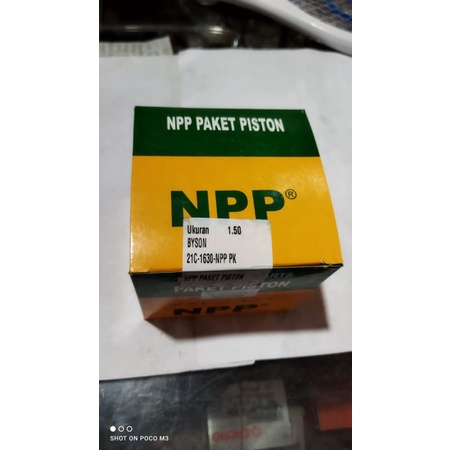 NPP PAKET PISTON
NPP®
Ukuran 1.50
BYSON
21C-1630-NPP PK
NPP PAKET PISTON
PARTS
PAKET PISTON
NPP®
SHOT ON POCO M3